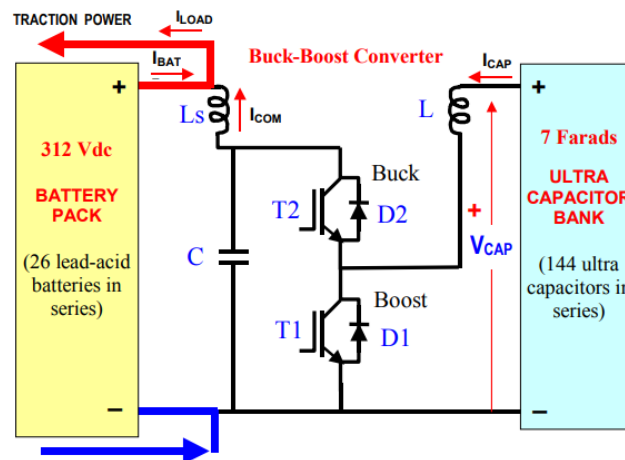 TRACTION POWER
ILOAD
IBAT
Buck-Boost Converter
ICAP
+
Ls
ICOM
L
+
312 Vdc
BATTERY
PACK
(26 lead-acid
batteries in
series)
Buck
T2
D2
C
+
VCAP
Boost
T1
D1
7 Farads
ULTRA
CAPACITOR
BANK
(144 ultra
capacitors in
series)
–
–